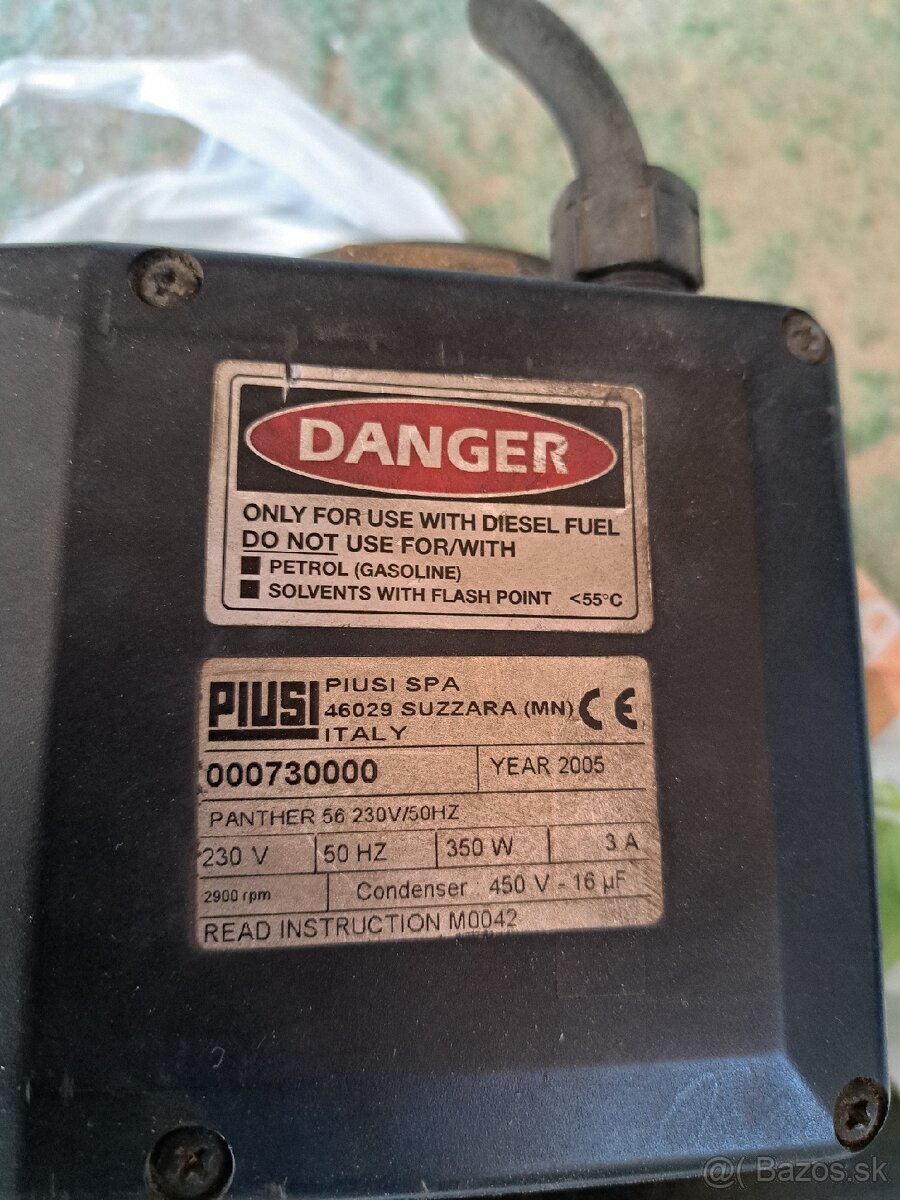 DANGER
ONLY FOR USE WITH DIESEL FUEL
DO NOT USE FOR/WITH
PETROL (GASOLINE)
SOLVENTS WITH FLASH POINT <55°C
PIUSI
PIUSI SPA
46029 SUZZARA (MN)
ITALY
CE
000730000 YEAR 2005
PANTHER 56 230V/50HZ
230 V 50 HZ 350 W 3 A
2900 rpm Condenser : 450 V - 16 µF
READ INSTRUCTION M0042
@( Bazos.sk